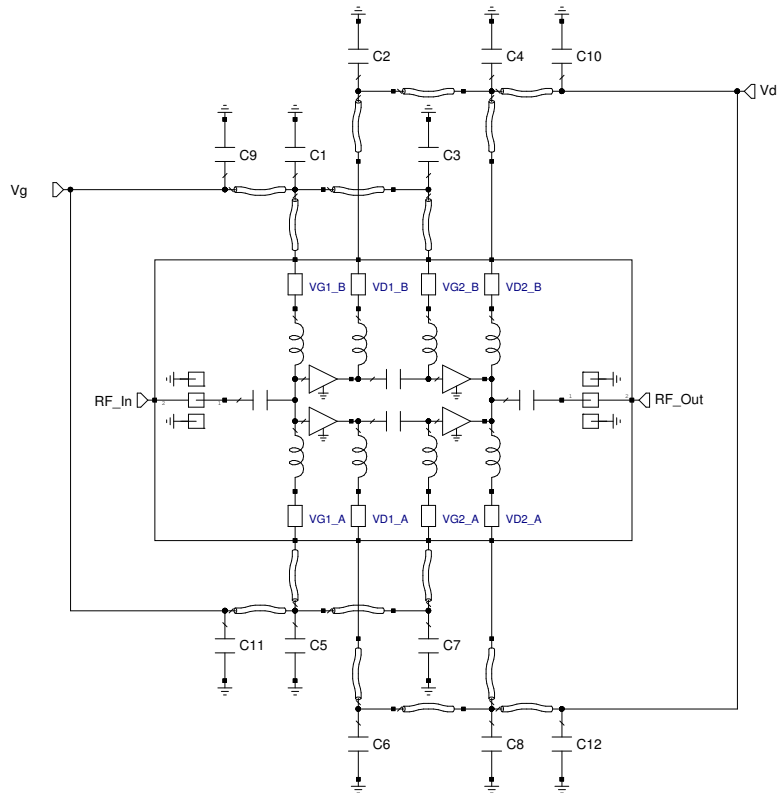 C2
C4
C10
Vd
C9
C1
C3
Vg
VG1_B
VD1_B
VG2_B
VD2_B
RF_In
RF_Out
VG1_A
VD1_A
VG2_A
VD2_A
C11
C5
C7
C6
C8
C12